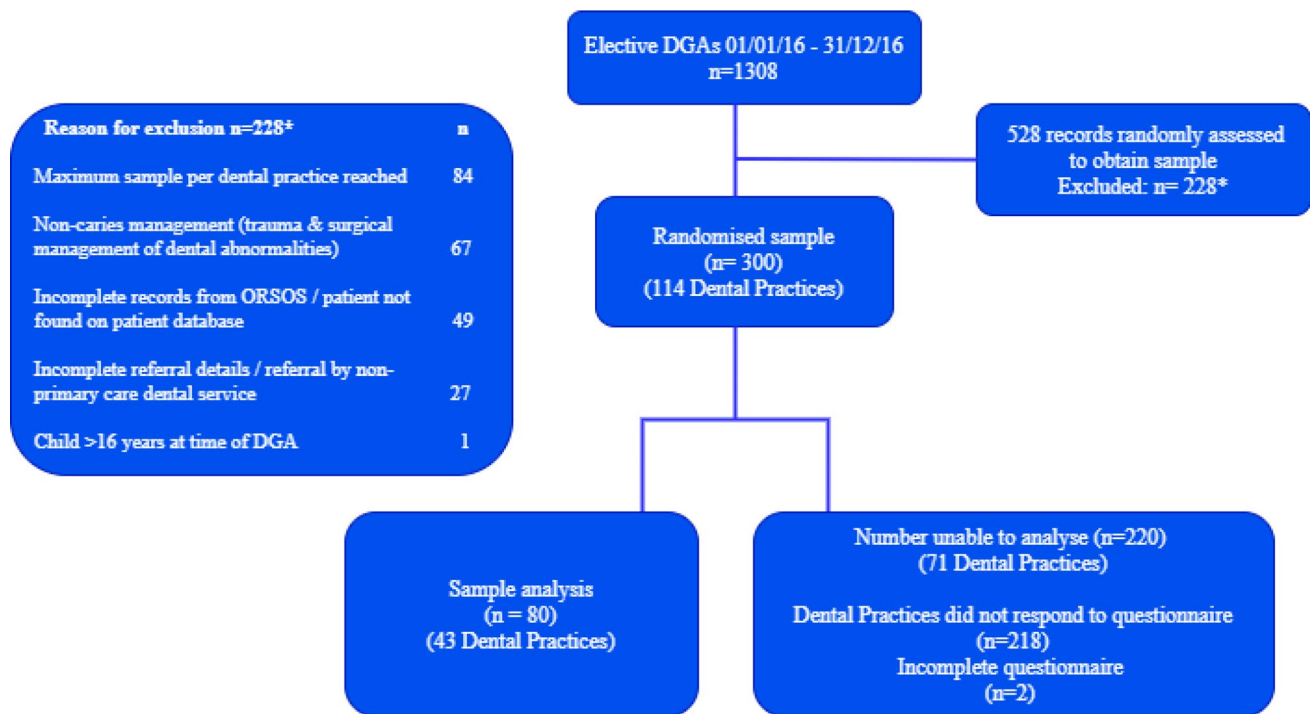 Elective DGAs 01/01/16 - 31/12/16
n=1308
528 records randomly assessed
to obtain sample
Excluded: n= 228*
Reason for exclusion n=228* n
Maximum sample per dental practice reached 84
Non-caries management (trauma & surgical
management of dental abnormalities) 67
Incomplete records from ORSOS / patient not
found on patient database 49
Incomplete referral details / referral by non-
primary care dental service 27
Child >16 years at time of DGA 1
Randomised sample
(n= 300)
(114 Dental Practices)
Sample analysis
(n = 80)
(43 Dental Practices)
Number unable to analyse (n=220)
(71 Dental Practices)
Dental Practices did not respond to questionnaire
(n=218)
Incomplete questionnaire
(n=2)